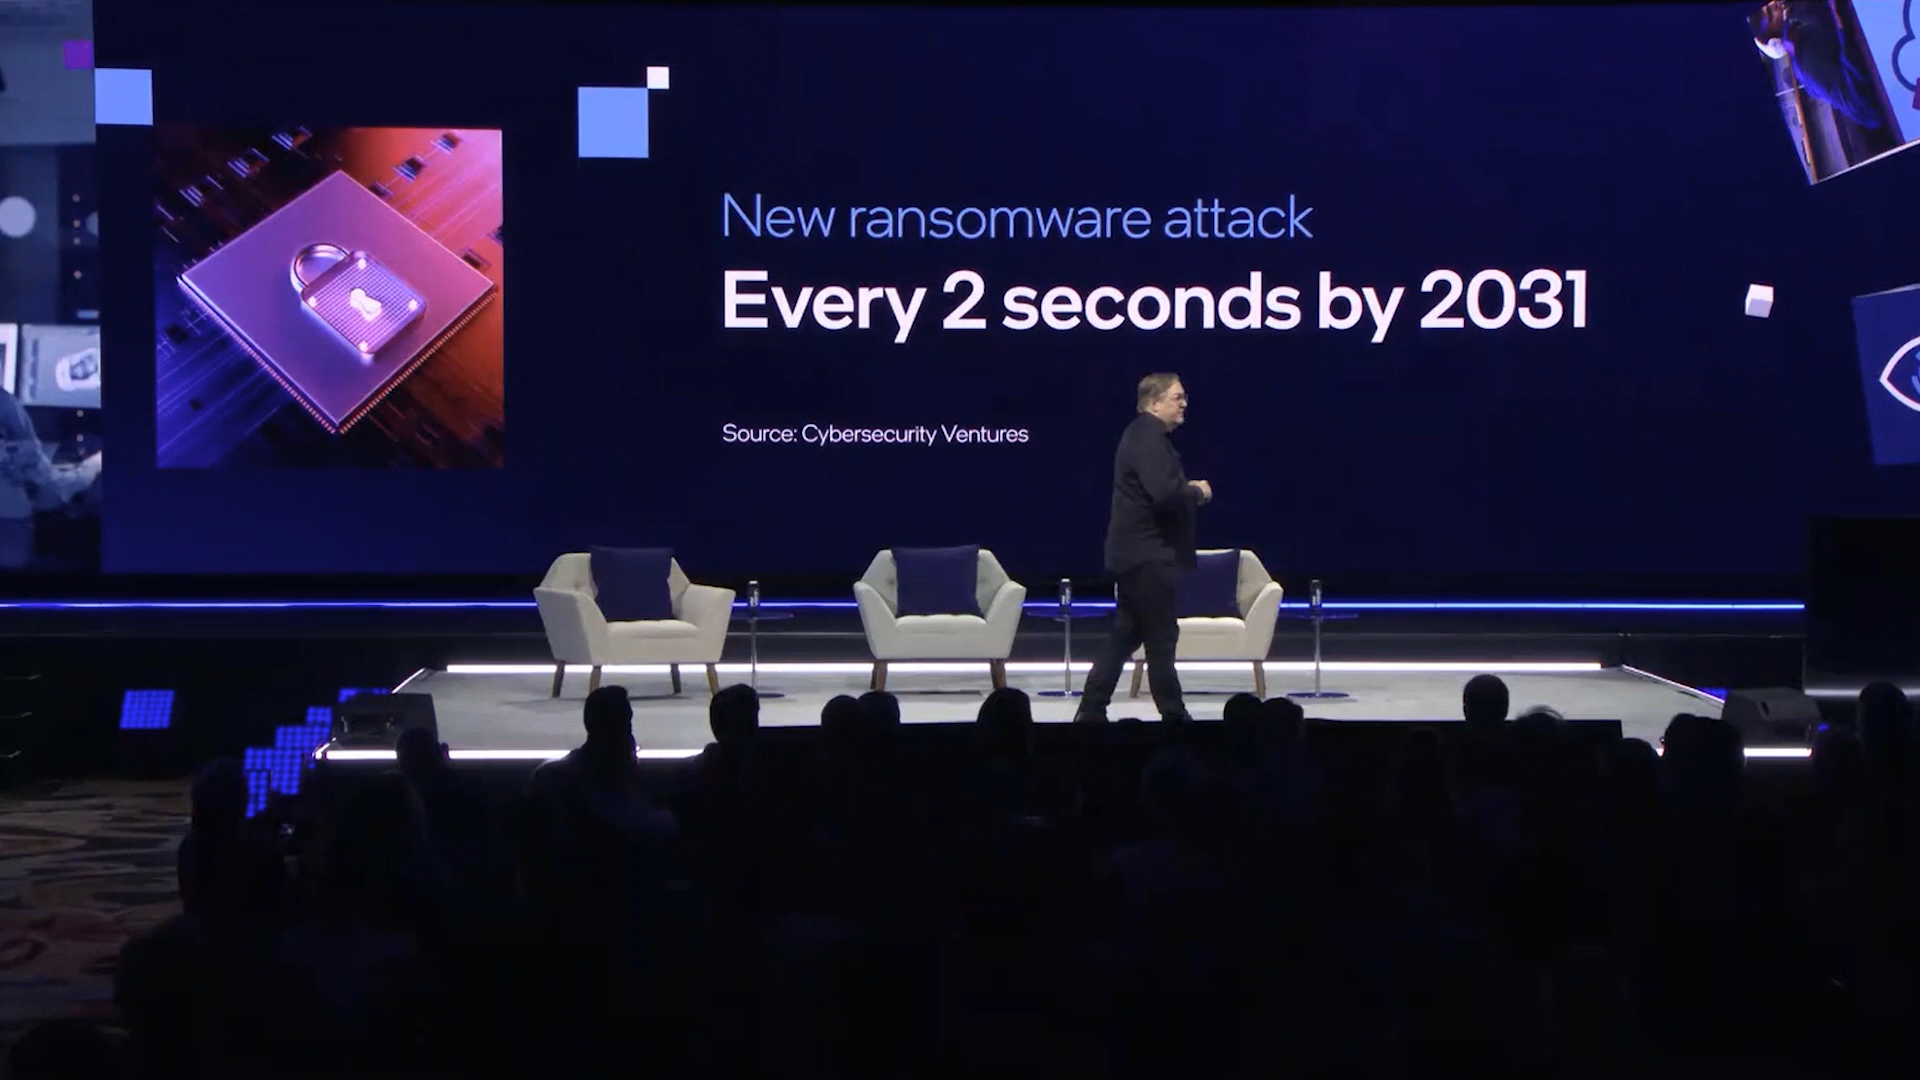 New ransomware attack
Every 2 seconds by 2031
Source: Cybersecurity Ventures